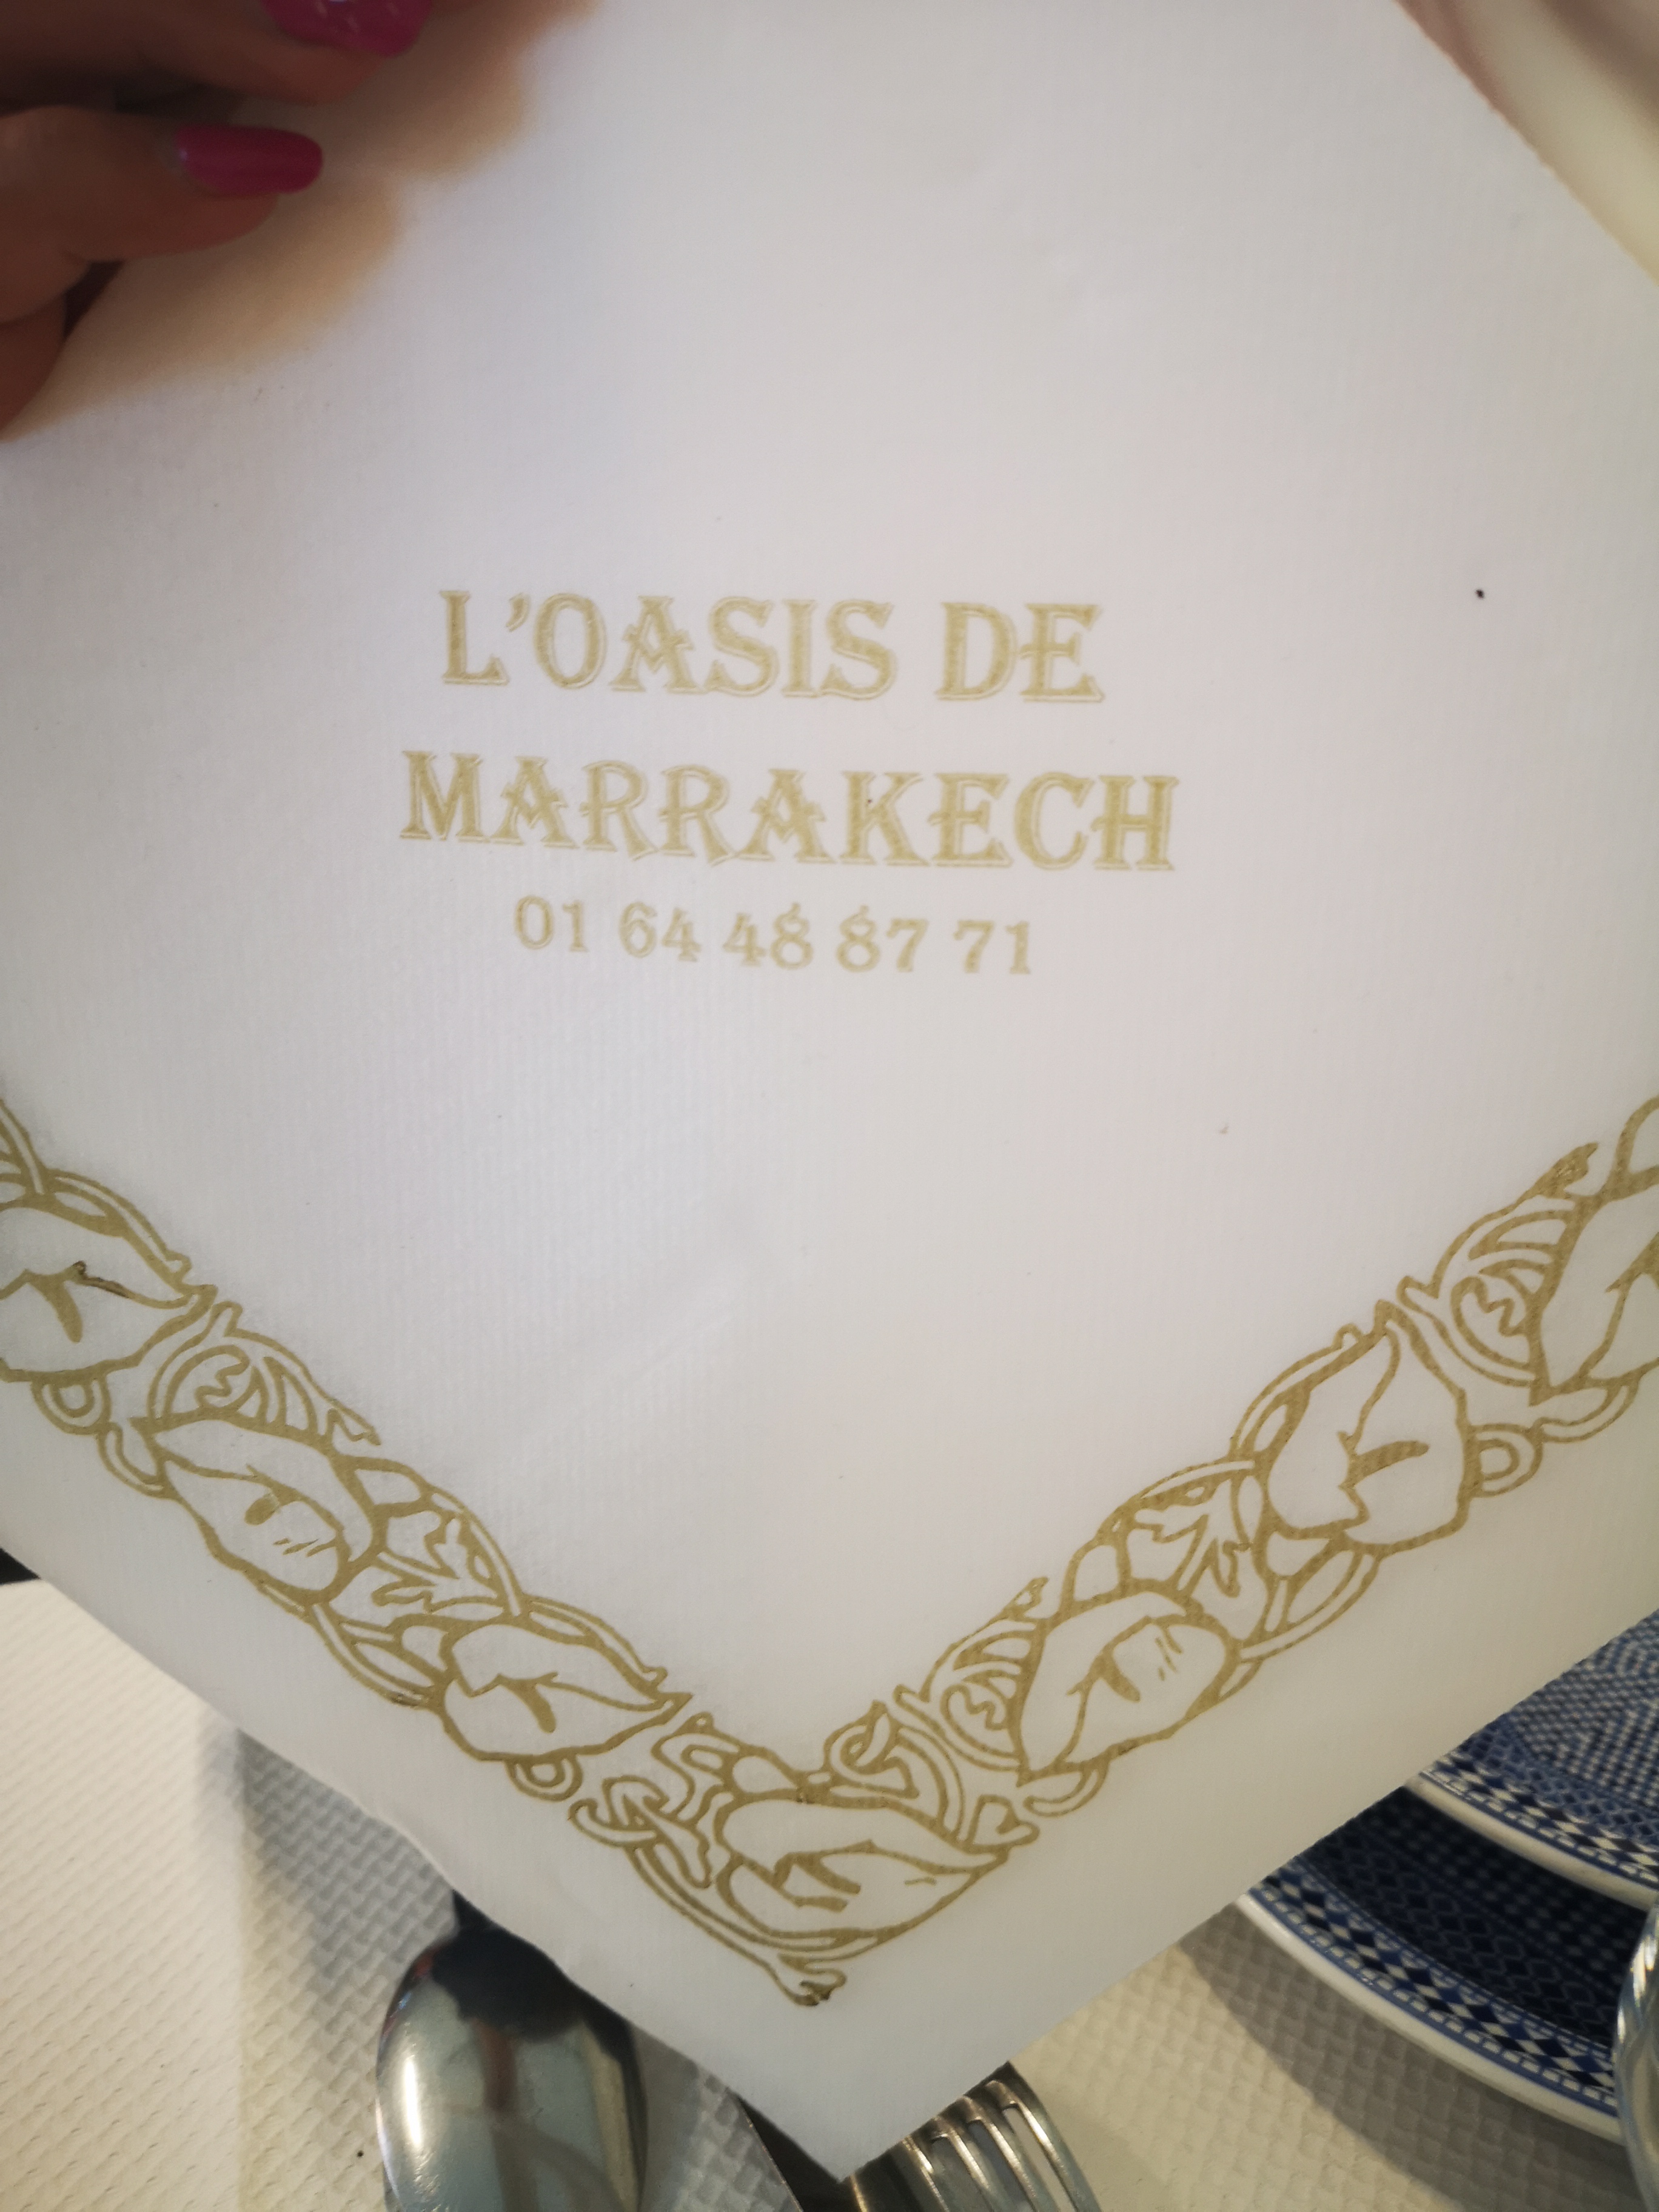 L'OASIS DE
MARRAKECH
01 64 48 87 71